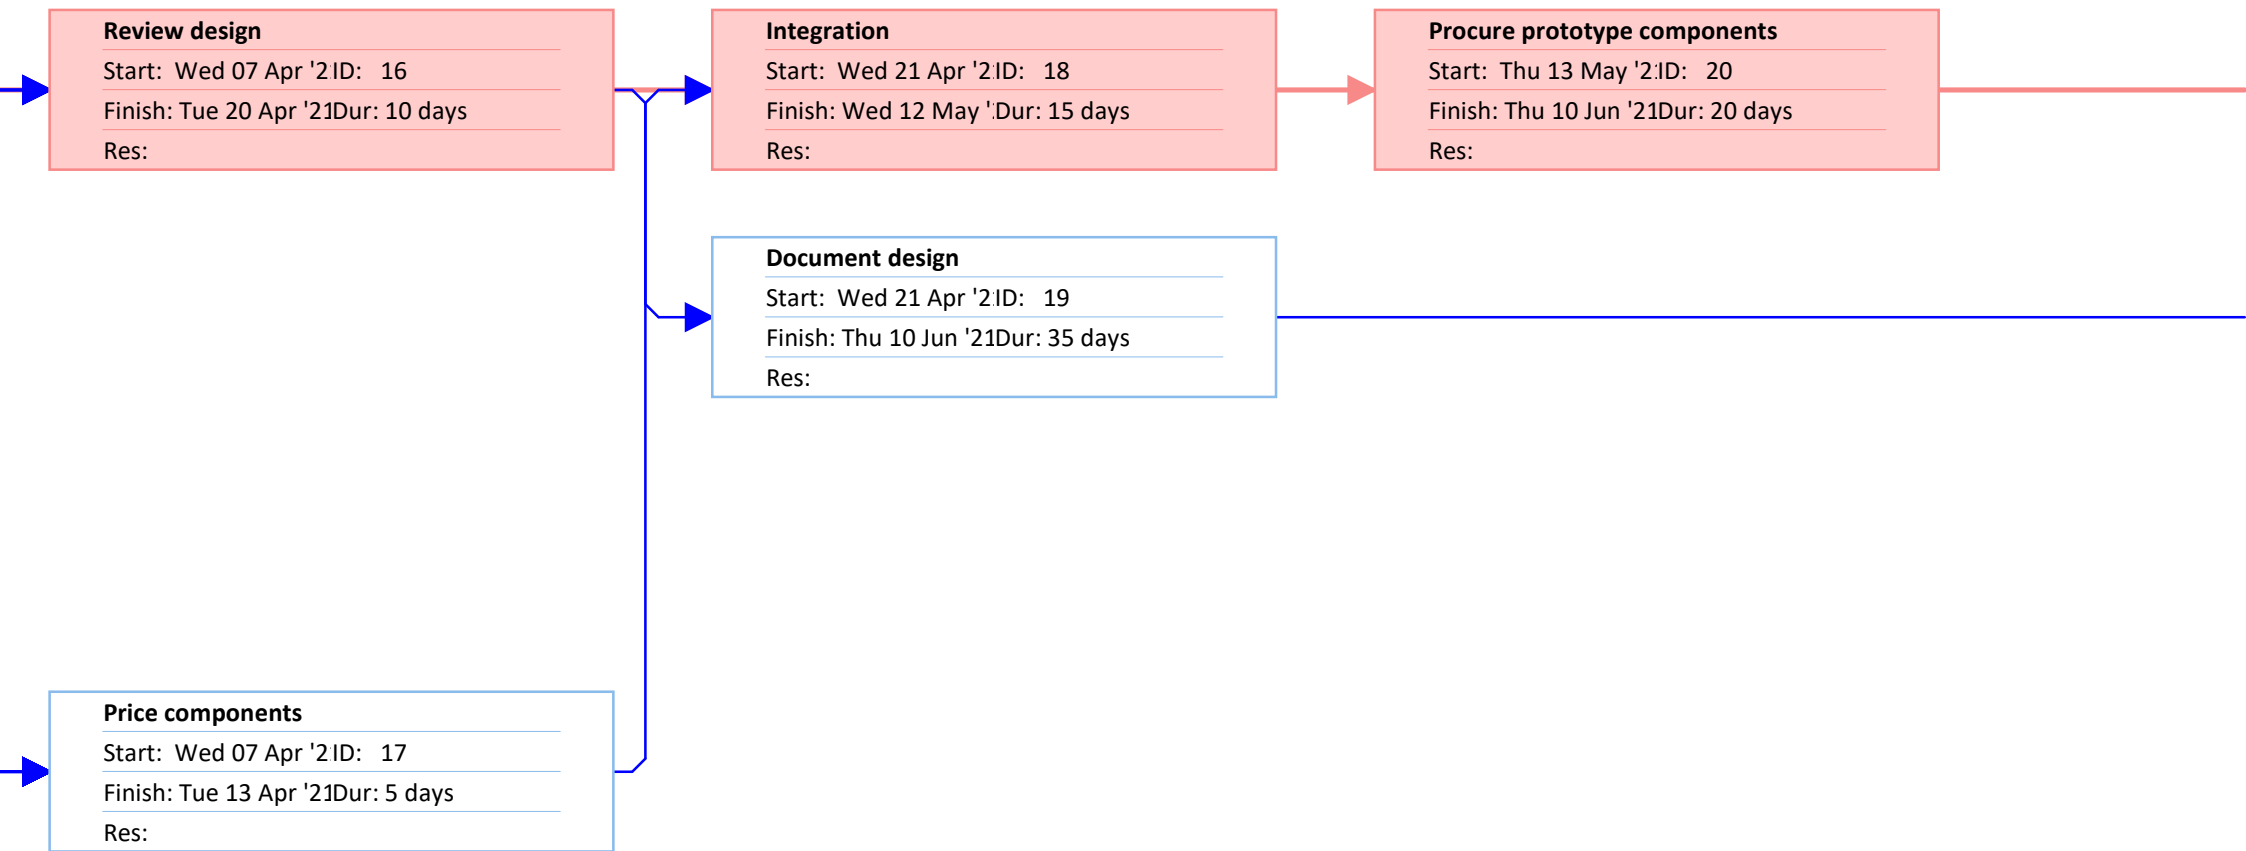 Review design
Start: Wed 07 Apr '2 ID: 16
Finish: Tue 20 Apr '21 Dur: 10 days
Res:
Integration
Start: Wed 21 Apr '2 ID: 18
Finish: Wed 12 May ' Dur: 15 days
Res:
Procure prototype components
Start: Thu 13 May '2 ID: 20
Finish: Thu 10 Jun '21 Dur: 20 days
Res:
Document design
Start: Wed 21 Apr '2 ID: 19
Finish: Thu 10 Jun '21 Dur: 35 days
Res:
Price components
Start: Wed 07 Apr '2 ID: 17
Finish: Tue 13 Apr '21 Dur: 5 days
Res: